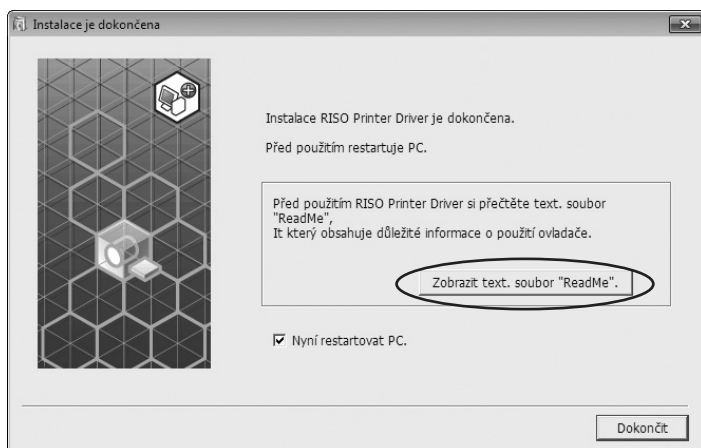 Instalace je dokončena
Instalace RISO Printer Driver je dokončena.
Před použitím restartuje PC.
Před použitím RISO Printer Driver si přečtěte text. soubor
"ReadMe",
It který obsahuje důležité informace o použití ovladače.
Zobrazit text. soubor "ReadMe".
Nyní restartovat PC.
Dokončit